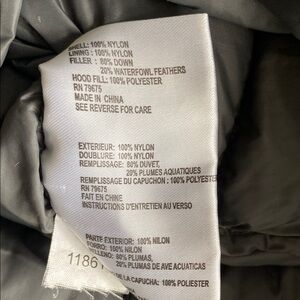 SHELL: 100% NYLON
LINING : 100% NYLON
FILLER : 80% DOWN
20% WATERFOWL FEATHERS
HOOD FILL: 100% POLYESTER
RN 79675
MADE IN CHINA
SEE REVERSE FOR CARE
EXTERIEUR: 100% NYLON
DOUBLURE: 100% NYLON
REMPLISSAGE: 80% DUVET,
20% PLUMES AQUATIQUES
REMPLISSAGE DU CAPUCHON : 100% POLYESTE
RN 79675
FAIT EN CHINE
INSTRUCTIONS D'ENTRETIEN AU VERSO
PARTE EXTERIOR: 100% NILON
FORRO: 100% NILON
LLENO: 80% PLUMAS,
20% PLUMAS DE AVE ACUATICAS
DE LA CAPUCHA: 100% POLIESTER
1186